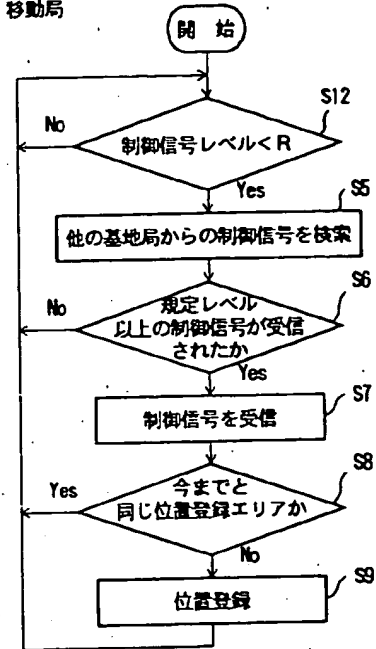 移動局
開 始
S12
制御信号レベル<R
No
Yes
S5
他の基地局からの制御信号を検索
S6
規定レベル
以上の制御信号が受信
されたか
No
Yes
S7
制御信号を受信
S8
今までと
同じ位置登録エリアか
Yes
No
S9
位置登録